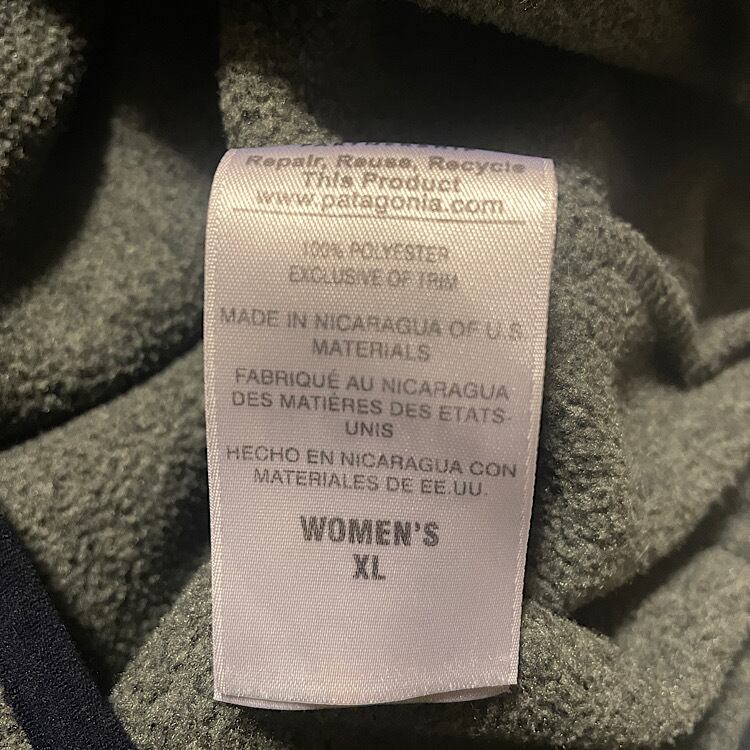 Repair, Reuse, Recycle
This Product
www.patagonia.com
100% POLYESTER
EXCLUSIVE OF TRIM
MADE IN NICARAGUA OF U.S.
MATERIALS
FABRIQUÉ AU NICARAGUA
DES MATIÈRES DES ETATS-
UNIS
HECHO EN NICARAGUA CON
MATERIALES DE EE.UU.
WOMEN'S
XL